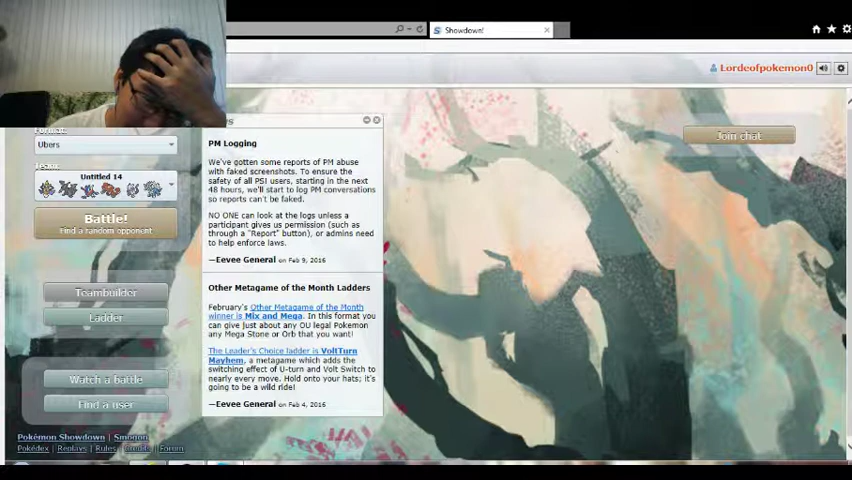 Showdown!
Lordeofpokemon0
Join chat
Format:
Ubers
Team:
Untitled 14
Battle!
Find a random opponent
Teambuilder
Ladder
Watch a battle
Find a user
Pokémon Showdown | Smogon
Pokédex | Replays | Rules | Credits | Forum
PM Logging
We've gotten some reports of PM abuse
with faked screenshots. To ensure the
safety of all PS! users, starting in the next
48 hours, we'll start to log PM conversations
so reports can't be faked.
NO ONE can look at the logs unless a
participant gives us permission (such as
through a "Report" button), or admins need
to help enforce laws.
—Eevee General on Feb 9, 2016
Other Metagame of the Month Ladders
February's Other Metagame of the Month
winner is Mix and Mega. In this format you
can give just about any OU legal Pokemon
any Mega Stone or Orb that you want!
The Leader's Choice ladder is VoltTurn
Mayhem, a metagame which adds the
switching effect of U-turn and Volt Switch to
nearly every move. Hold onto your hats; it's
going to be a wild ride!
—Eevee General on Feb 4, 2016